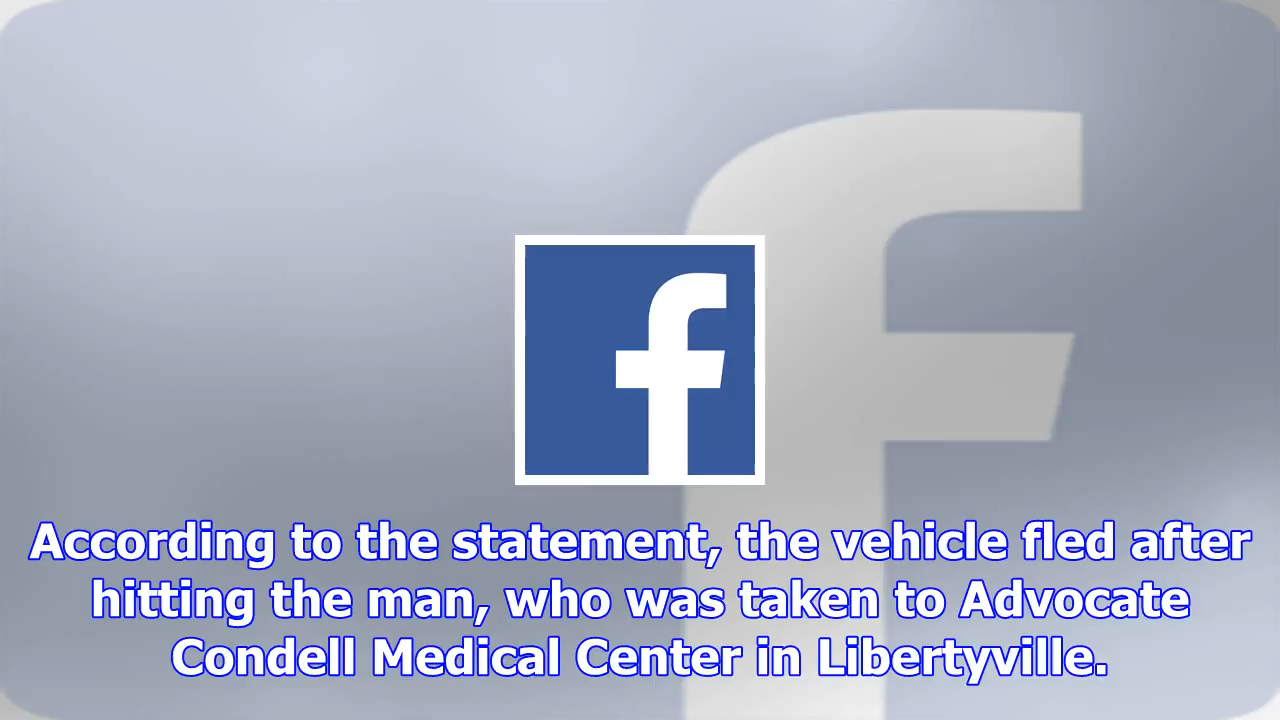 According to the statement, the vehicle fled after
hitting the man, who was taken to Advocate
Condell Medical Center in Libertyville.